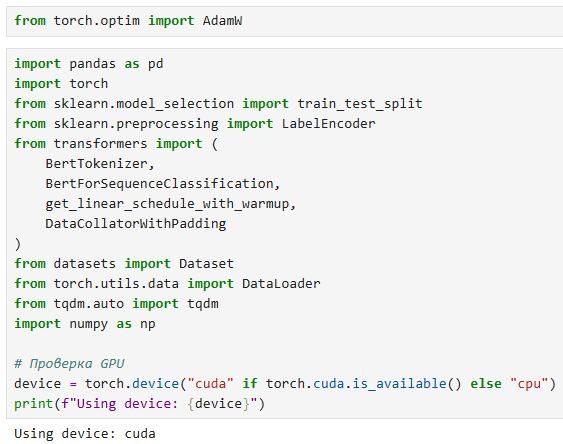 from torch.optim import AdamW
import pandas as pd
import torch
from sklearn.model_selection import train_test_split
from sklearn.preprocessing import LabelEncoder
from transformers import (
    BertTokenizer,
    BertForSequenceClassification,
    get_linear_schedule_with_warmup,
    DataCollatorWithPadding
)
from datasets import Dataset
from torch.utils.data import DataLoader
from tqdm.auto import tqdm
import numpy as np
# Проверка GPU
device = torch.device("cuda" if torch.cuda.is_available() else "cpu")
print(f"Using device: {device}")
Using device: cuda